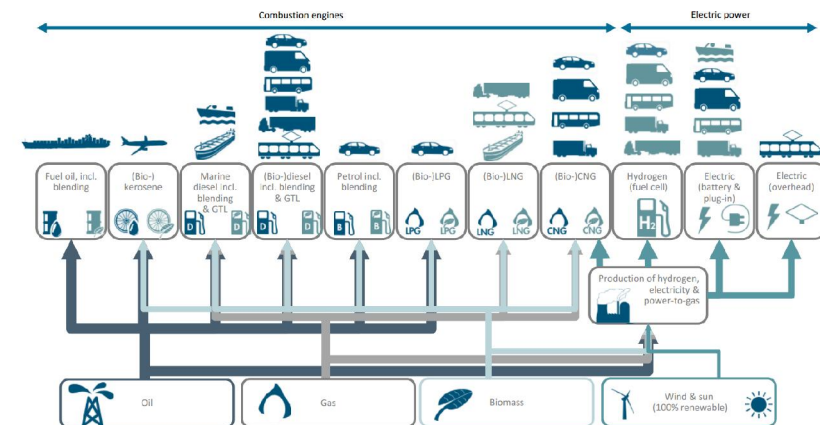 Combustion engines
Electric power
Fuel oil, incl.
blending
(Bio-)
kerosene
Marine
diesel incl.
blending
& GTL
(Bio-)diesel
incl. blending
& GTL
Petrol incl.
blending
(Bio-)LPG
(Bio-)LNG
(Bio-)CNG
Hydrogen
(fuel cell)
Electric
(battery &
plug-in)
Electric
(overhead)
D
D
D
D
B
B
LPG
LPG
LNG
LNG
CNG
CNG
H2
Production of hydrogen,
electricity &
power-to-gas
Oil
Gas
Biomass
Wind & sun
(100% renewable)